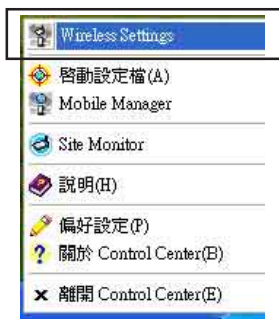 Wireless Settings
啓動設定檔(A)
Mobile Manager
Site Monitor
說明(H)
偏好設定(P)
關於 Control Center(B)
離開 Control Center(E)